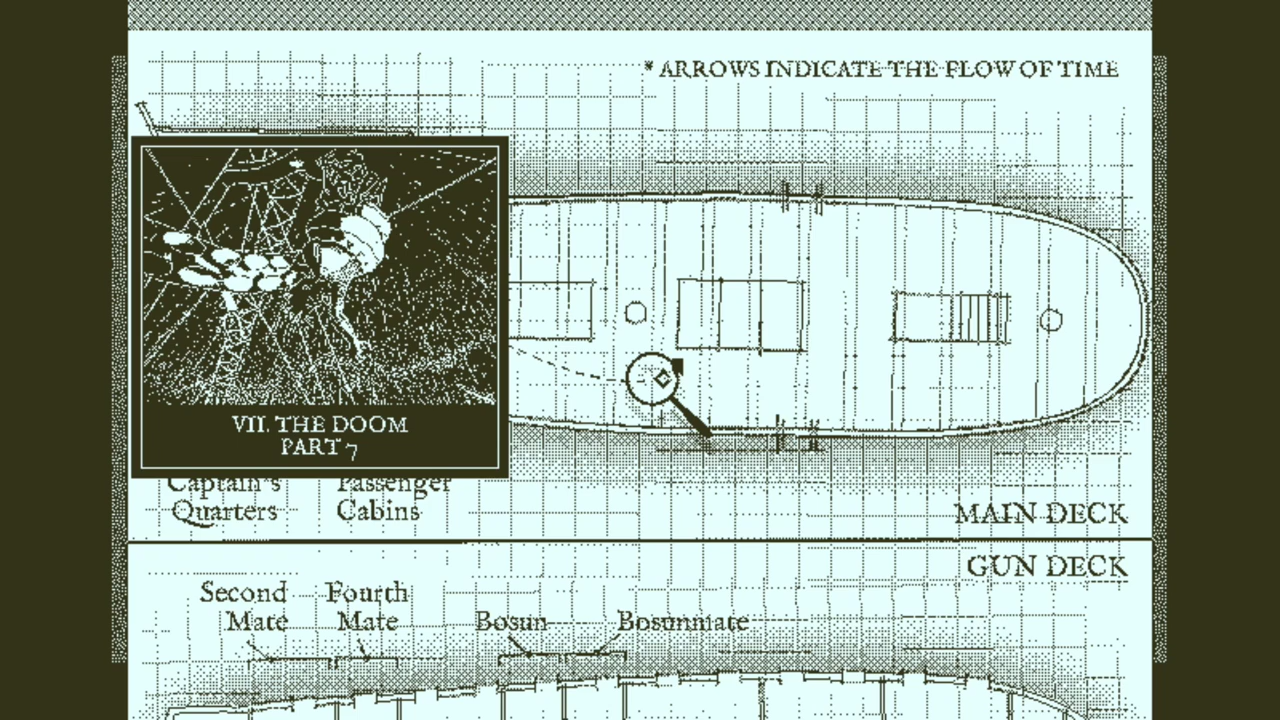 * ARROWS INDICATE THE FLOW OF TIME
VII. THE DOOM
PART 7
Captain's
Quarters
Passenger
Cabins
MAIN DECK
GUN DECK
Second
Mate
Fourth
Mate
Bosun
Bosunmate